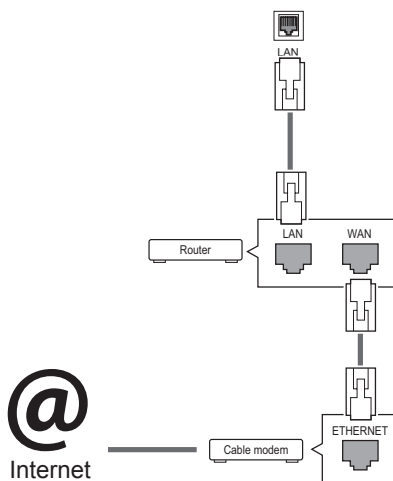 LAN
LAN WAN
Router
ETHERNET
@
Cable modem
Internet